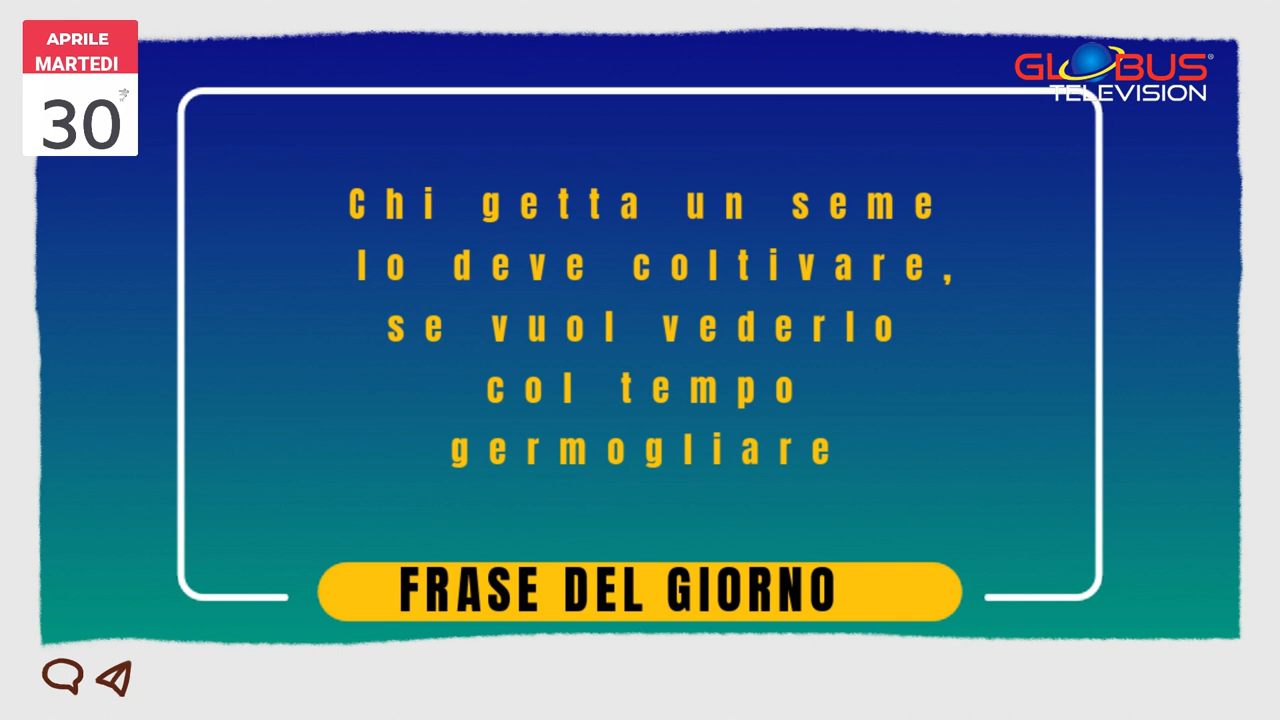 APRILE
MARTEDI
30
GLOBUS®
TELEVISION
Chi getta un seme
lo deve coltivare,
se vuol vederlo
col tempo
germogliare
FRASE DEL GIORNO